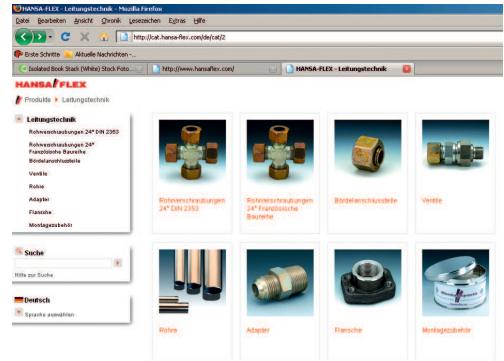 HANSA-FLEX - Leitungstechnik - Mozilla Firefox
Datei Bearbeiten Ansicht Chronik Lesezeichen Extras Hilfe
http://cat.hansa-flex.com/de/cat/2
Erste Schritte Aktuelle Nachrichten -...
Isolated Book Stack (White) Stock Foto...
http://www.hansaflex.com/
HANSA-FLEX - Leitungstechnik
HANSA FLEX
Produkte Leitungstechnik
Leitungstechnik
Rohrverschraubungen 24° DIN 2353
Rohrverschraubungen 24°
Französische Baureihe
Bördelanschlussteile
Ventile
Rohre
Adapter
Flansche
Montagezubehör
Suche
Hilfe zur Suche
Deutsch
Sprache auswählen
Rohrverschraubungen
24° DIN 2353
Rohrverschraubungen
24° Französische
Baureihe
Bördelanschlussteile
Ventile
Rohre
Adapter
Flansche
Montagezubehör